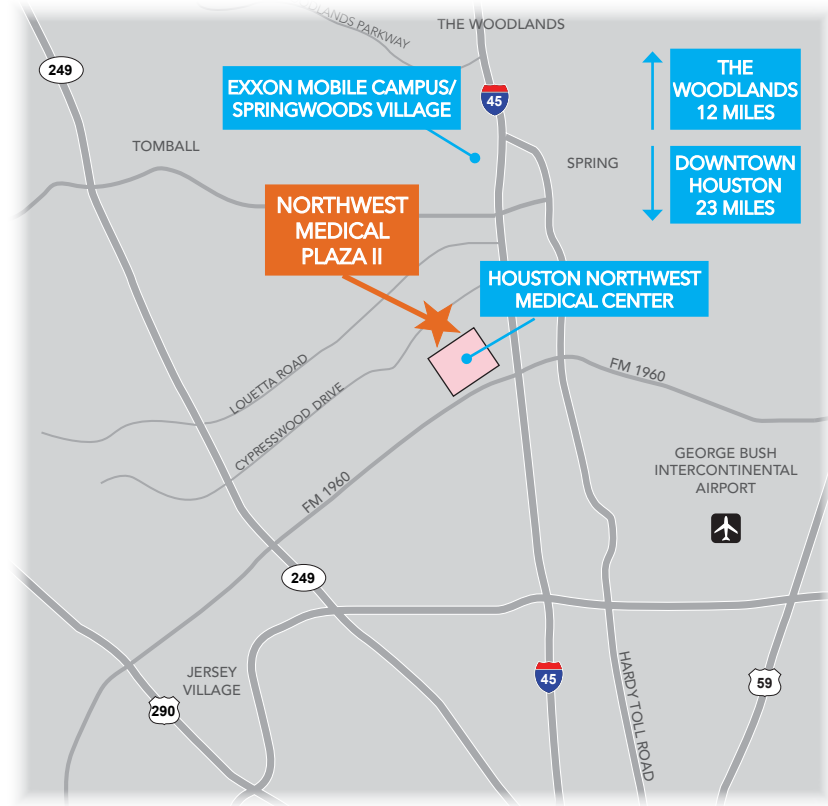 DLANDS PARKWAY
THE WOODLANDS
249
EXXON MOBILE CAMPUS/
SPRINGWOODS VILLAGE
45
THE
WOODLANDS
12 MILES
TOMBALL
SPRING
DOWNTOWN
HOUSTON
23 MILES
NORTHWEST
MEDICAL
PLAZA II
HOUSTON NORTHWEST
MEDICAL CENTER
LOUETTA ROAD
CYPRESSWOOD DRIVE
FM 1960
FM 1960
GEORGE BUSH
INTERCONTINENTAL
AIRPORT
249
JERSEY
VILLAGE
290
45
HARDY TOLL ROAD
59